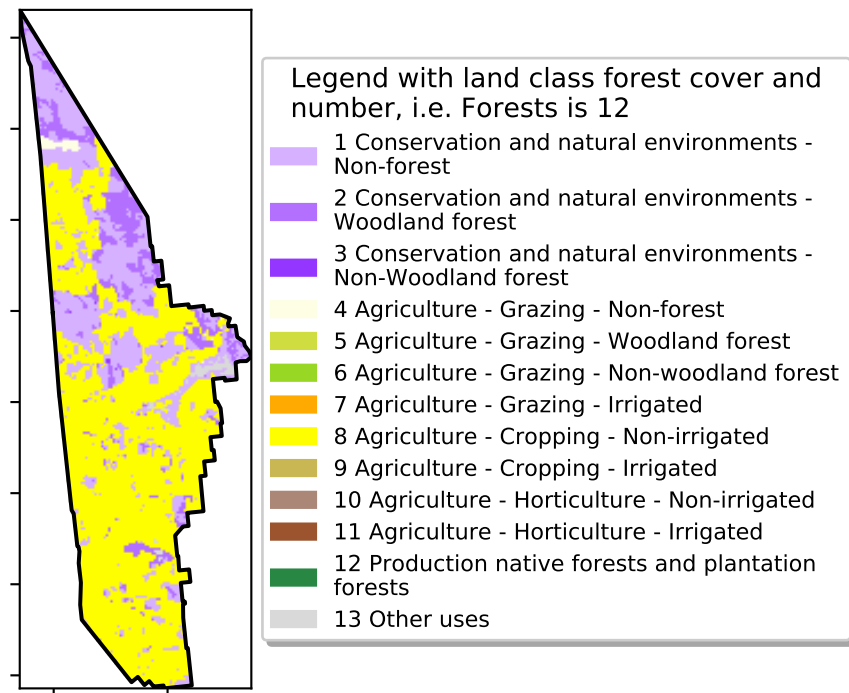 Legend with land class forest cover and
number, i.e. Forests is 12
1 Conservation and natural environments -
Non-forest
2 Conservation and natural environments -
Woodland forest
3 Conservation and natural environments -
Non-Woodland forest
4 Agriculture - Grazing - Non-forest
5 Agriculture - Grazing - Woodland forest
6 Agriculture - Grazing - Non-woodland forest
7 Agriculture - Grazing - Irrigated
8 Agriculture - Cropping - Non-irrigated
9 Agriculture - Cropping - Irrigated
10 Agriculture - Horticulture - Non-irrigated
11 Agriculture - Horticulture - Irrigated
12 Production native forests and plantation
forests
13 Other uses